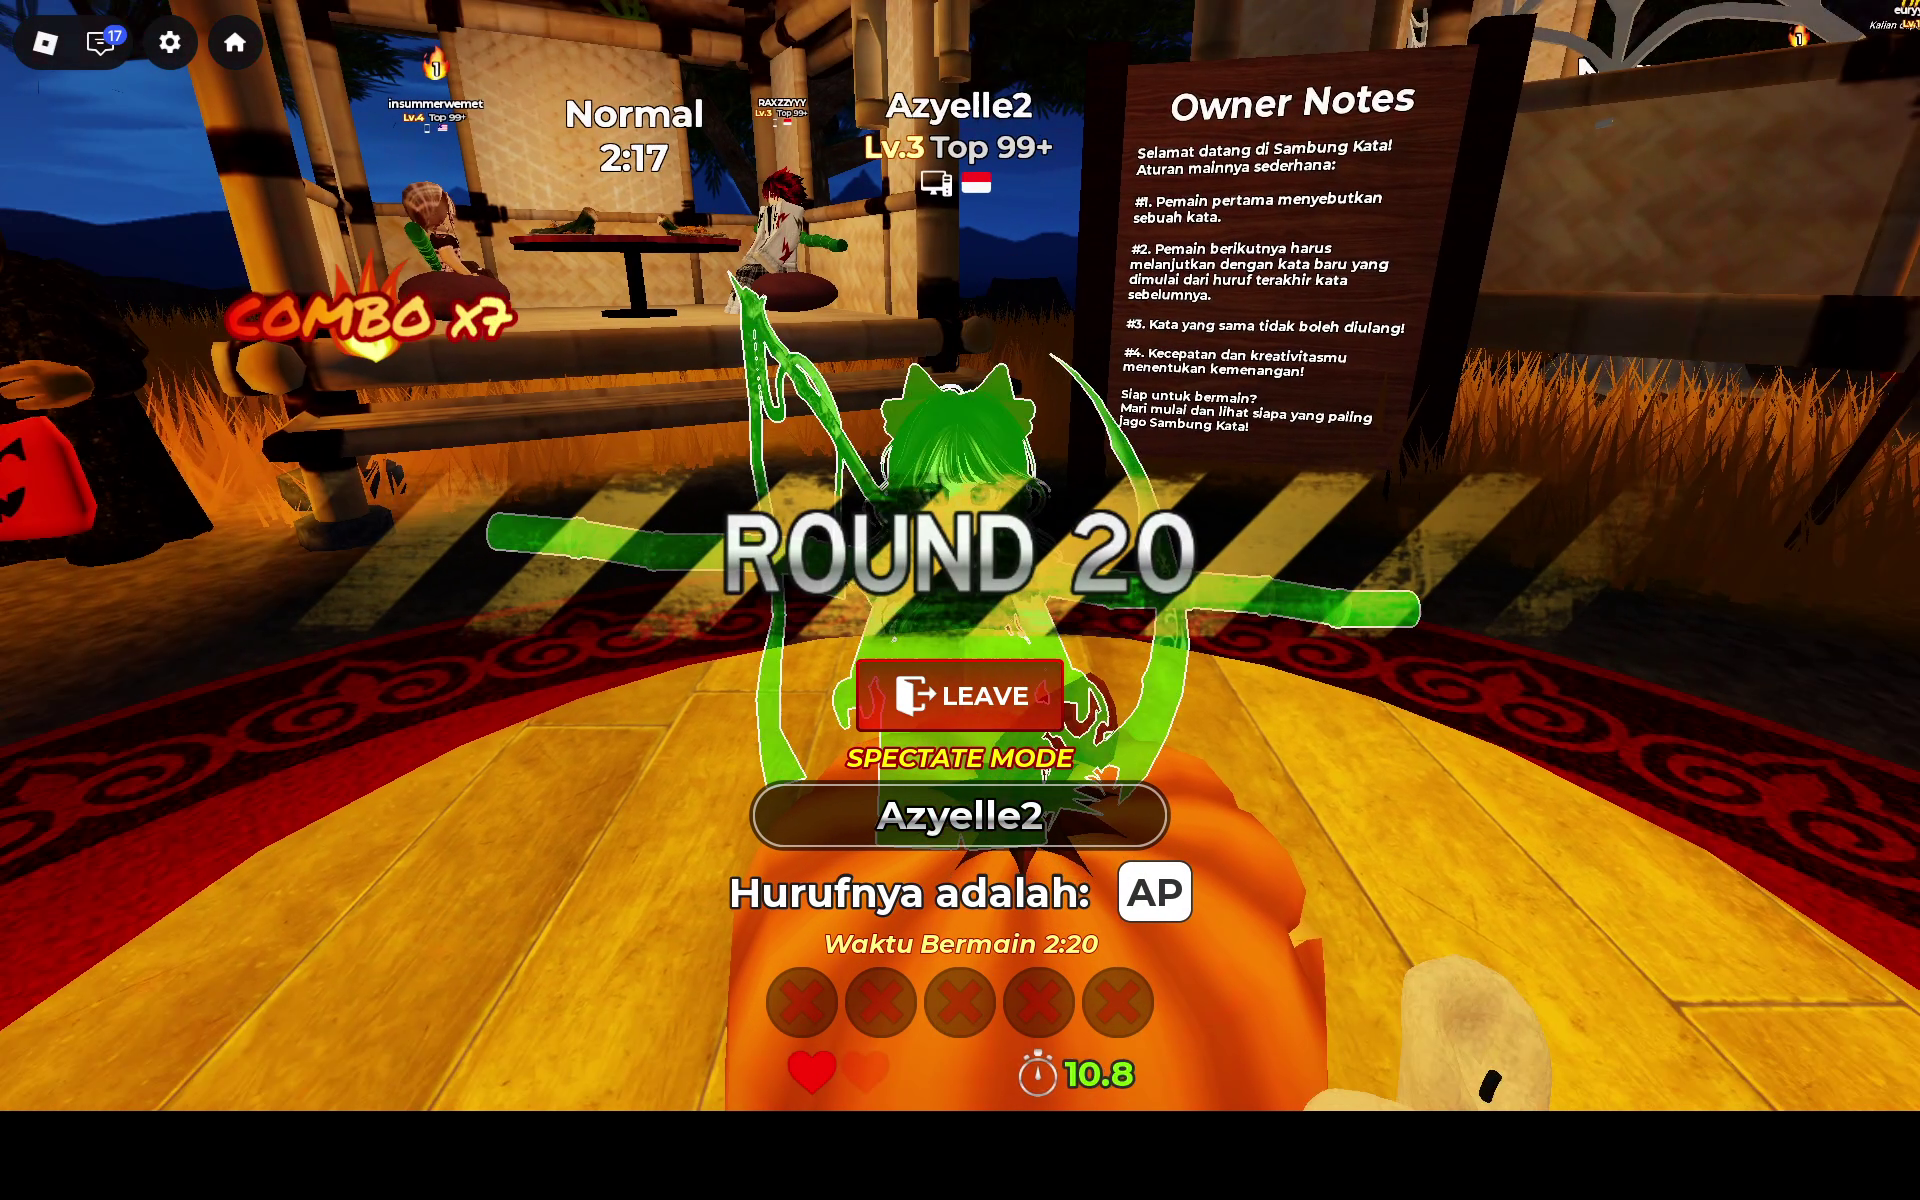 17
1
insummerwemet
Lv.4 Top 99+
Normal
2:17
RAXZZYYY
Lv.3 Top 99+
Azyelle2
Lv.3 Top 99+
1
Owner Notes
Selamat datang di Sambung Kata!
Aturan mainnya sederhana:
#1. Pemain pertama menyebutkan
sebuah kata.
#2. Pemain berikutnya harus
melanjutkan dengan kata baru yang
dimulai dari huruf terakhir kata
sebelumnya.
#3. Kata yang sama tidak boleh diulang!
#4. Kecepatan dan kreativitasmu
menentukan kemenangan!
Siap untuk bermain?
Mari mulai dan lihat siapa yang paling
jago Sambung Kata!
COMBO x7
ROUND 20
LEAVE
SPECTATE MODE
Azyelle2
Hurufnya adalah: AP
Waktu Bermain 2:20
10.8